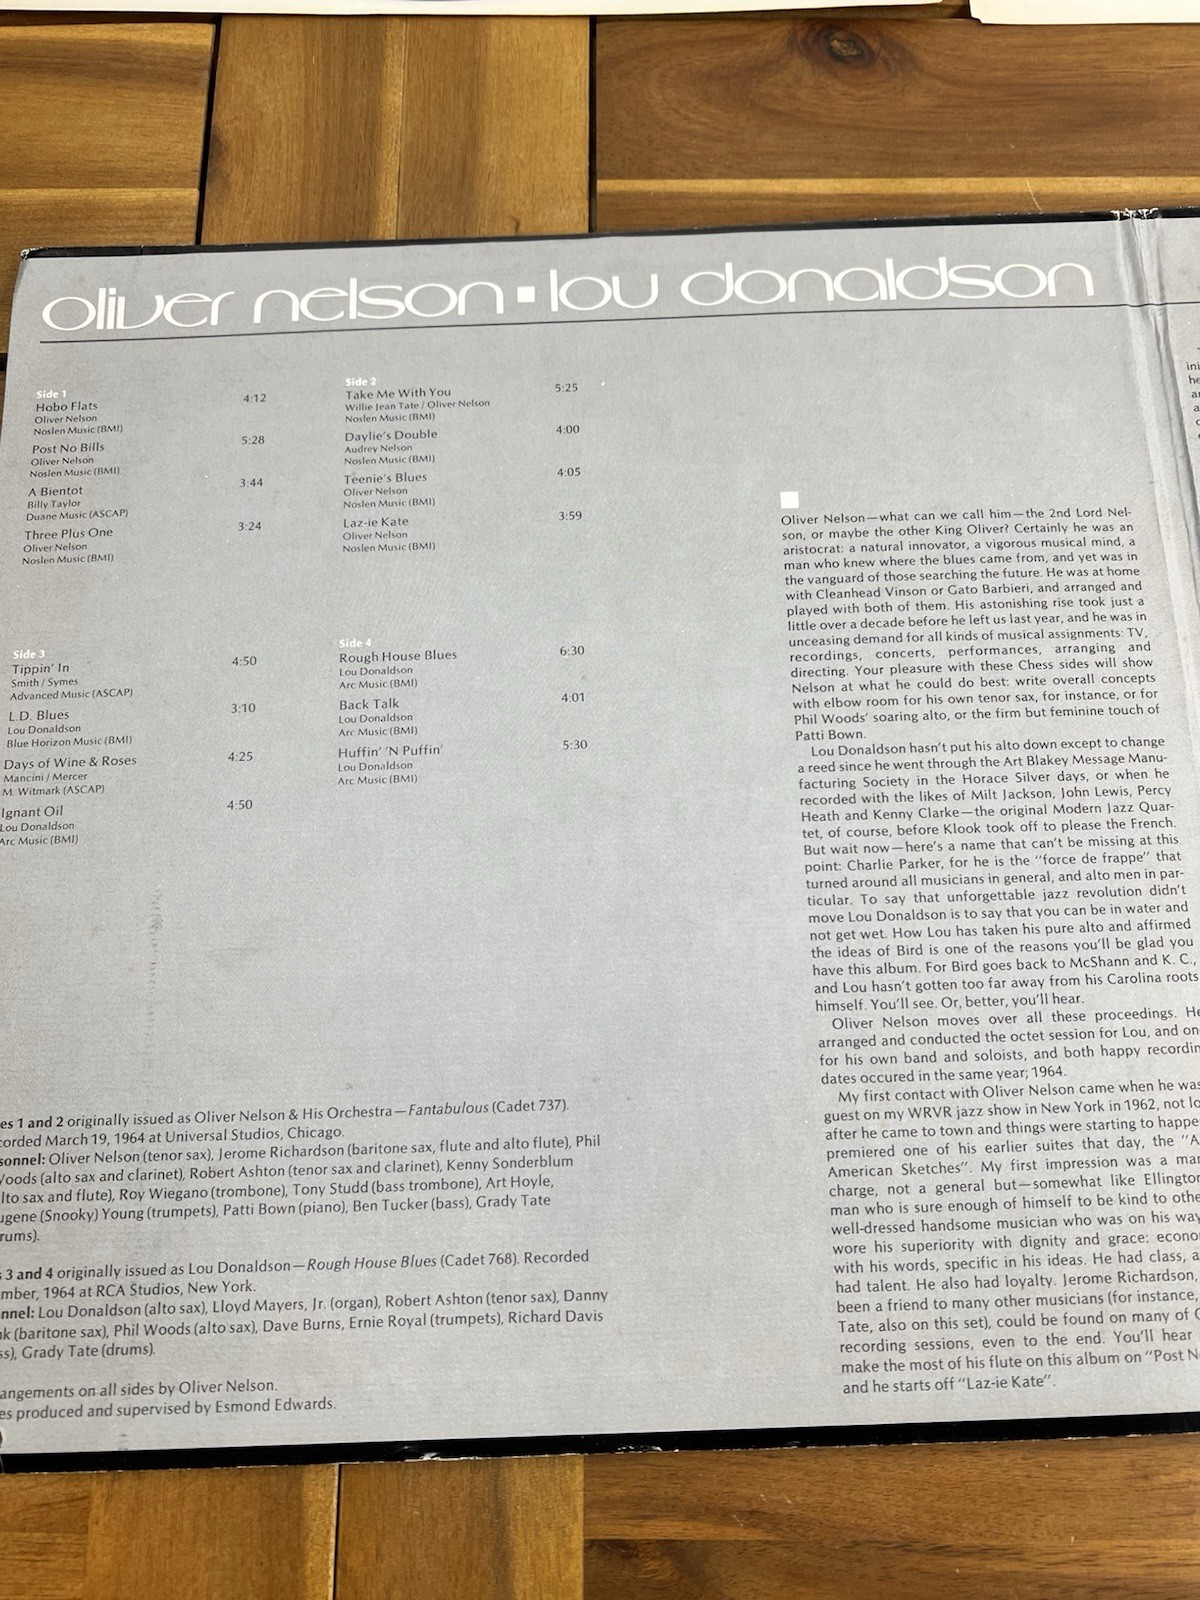 oliver nelson ▪ lou donaldson
Side 1
Hobo Flats 4:12
Oliver Nelson
Noslen Music (BMI)
Post No Bills 5:28
Oliver Nelson
Noslen Music (BMI)
A Bientot 3:44
Billy Taylor
Duane Music (ASCAP)
Three Plus One 3:24
Oliver Nelson
Noslen Music (BMI)
Side 2
Take Me With You 5:25
Willie Jean Tate / Oliver Nelson
Noslen Music (BMI)
Daylie's Double 4:00
Audrey Nelson
Noslen Music (BMI)
Teenie's Blues 4:05
Oliver Nelson
Noslen Music (BMI)
Laz-ie Kate 3:59
Oliver Nelson
Noslen Music (BMI)
Side 3
Tippin' In 4:50
Smith / Symes
Advanced Music (ASCAP)
L.D. Blues 3:10
Lou Donaldson
Blue Horizon Music (BMI)
Days of Wine & Roses 4:25
Mancini / Mercer
M. Witmark (ASCAP)
Ignant Oil 4:50
Lou Donaldson
Arc Music (BMI)
Side 4
Rough House Blues 6:30
Lou Donaldson
Arc Music (BMI)
Back Talk 4:01
Lou Donaldson
Arc Music (BMI)
Huffin' 'N Puffin' 5:30
Lou Donaldson
Arc Music (BMI)
es 1 and 2 originally issued as Oliver Nelson & His Orchestra—Fantabulous (Cadet 737).
orded March 19, 1964 at Universal Studios, Chicago.
sonnel: Oliver Nelson (tenor sax), Jerome Richardson (baritone sax, flute and alto flute), Phil
Woods (alto sax and clarinet), Robert Ashton (tenor sax and clarinet), Kenny Sonderblum
lto sax and flute), Roy Wiegano (trombone), Tony Studd (bass trombone), Art Hoyle,
ugene (Snooky) Young (trumpets), Patti Bown (piano), Ben Tucker (bass), Grady Tate
rums).
s 3 and 4 originally issued as Lou Donaldson—Rough House Blues (Cadet 768). Recorded
mber, 1964 at RCA Studios, New York.
nnel: Lou Donaldson (alto sax), Lloyd Mayers, Jr. (organ), Robert Ashton (tenor sax), Danny
nk (baritone sax), Phil Woods (alto sax), Dave Burns, Ernie Royal (trumpets), Richard Davis
ss), Grady Tate (drums).
angements on all sides by Oliver Nelson.
es produced and supervised by Esmond Edwards.
Oliver Nelson—what can we call him—the 2nd Lord Nel-
son, or maybe the other King Oliver? Certainly he was an
aristocrat: a natural innovator, a vigorous musical mind, a
man who knew where the blues came from, and yet was in
the vanguard of those searching the future. He was at home
with Cleanhead Vinson or Gato Barbieri, and arranged and
played with both of them. His astonishing rise took just a
little over a decade before he left us last year, and he was in
unceasing demand for all kinds of musical assignments: TV,
recordings, concerts, performances, arranging and
directing. Your pleasure with these Chess sides will show
Nelson at what he could do best: write overall concepts
with elbow room for his own tenor sax, for instance, or for
Phil Woods' soaring alto, or the firm but feminine touch of
Patti Bown.
Lou Donaldson hasn't put his alto down except to change
a reed since he went through the Art Blakey Message Manu-
facturing Society in the Horace Silver days, or when he
recorded with the likes of Milt Jackson, John Lewis, Percy
Heath and Kenny Clarke—the original Modern Jazz Quar-
tet, of course, before Klook took off to please the French.
But wait now—here's a name that can't be missing at this
point: Charlie Parker, for he is the "force de frappe" that
turned around all musicians in general, and alto men in par-
ticular. To say that unforgettable jazz revolution didn't
move Lou Donaldson is to say that you can be in water and
not get wet. How Lou has taken his pure alto and affirmed
the ideas of Bird is one of the reasons you'll be glad you
have this album. For Bird goes back to McShann and K. C.,
and Lou hasn't gotten too far away from his Carolina roots
himself. You'll see. Or, better, you'll hear.
Oliver Nelson moves over all these proceedings. He
arranged and conducted the octet session for Lou, and on
for his own band and soloists, and both happy recordin
dates occured in the same year; 1964.
My first contact with Oliver Nelson came when he was
guest on my WRVR jazz show in New York in 1962, not lo
after he came to town and things were starting to happe
premiered one of his earlier suites that day, the "A
American Sketches". My first impression was a man
charge, not a general but—somewhat like Ellington
man who is sure enough of himself to be kind to othe
well-dressed handsome musician who was on his way
wore his superiority with dignity and grace: econo
with his words, specific in his ideas. He had class, a
had talent. He also had loyalty. Jerome Richardson,
been a friend to many other musicians (for instance,
Tate, also on this set), could be found on many of O
recording sessions, even to the end. You'll hear
make the most of his flute on this album on "Post N
and he starts off "Laz-ie Kate".
ini
he